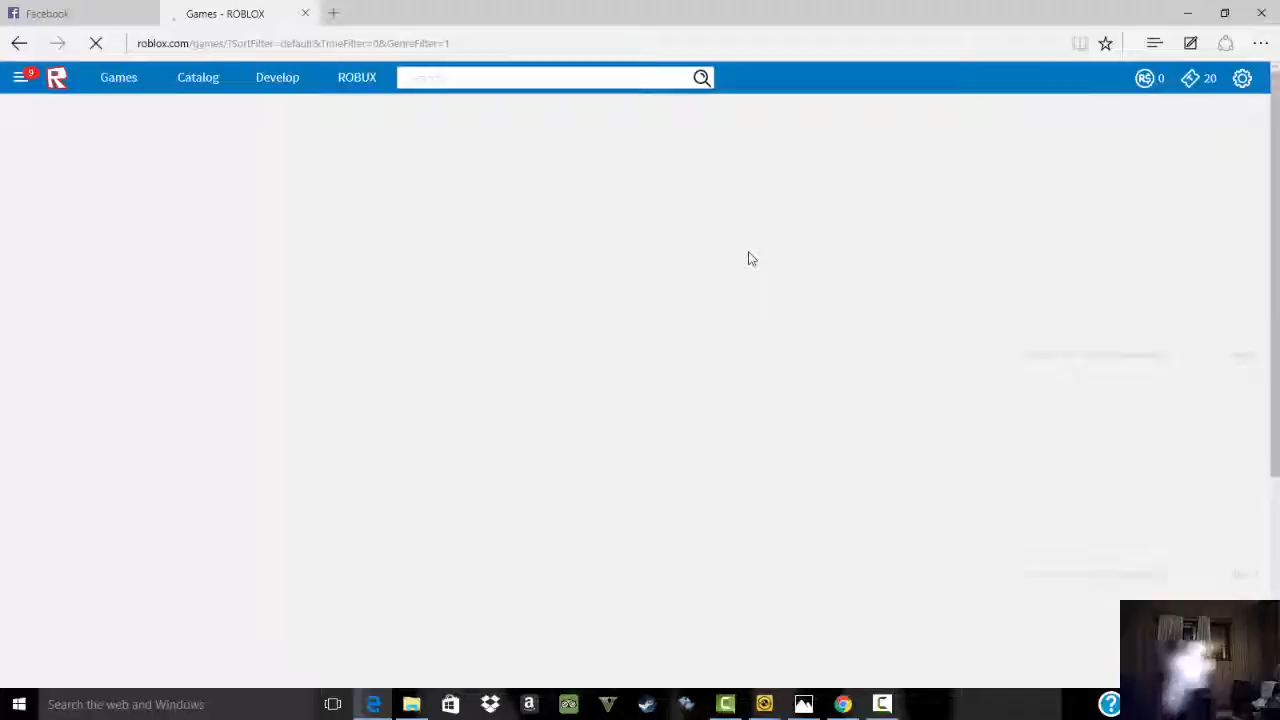 Facebook
Games - ROBLOX
roblox.com/games/?SortFilter=default&TimeFilter=0&GenreFilter=1
9
Games
Catalog
Develop
ROBUX
Search
R$ 0
20
Search the web and Windows